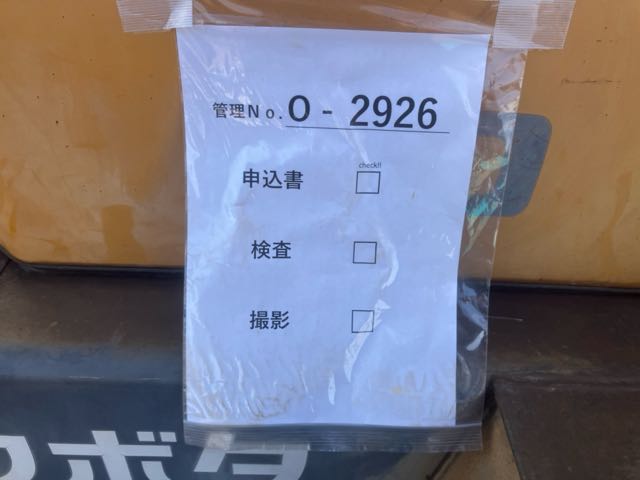 管理No. O - 2926
check!!
申込書 □
検査 □
撮影 □
クボタ